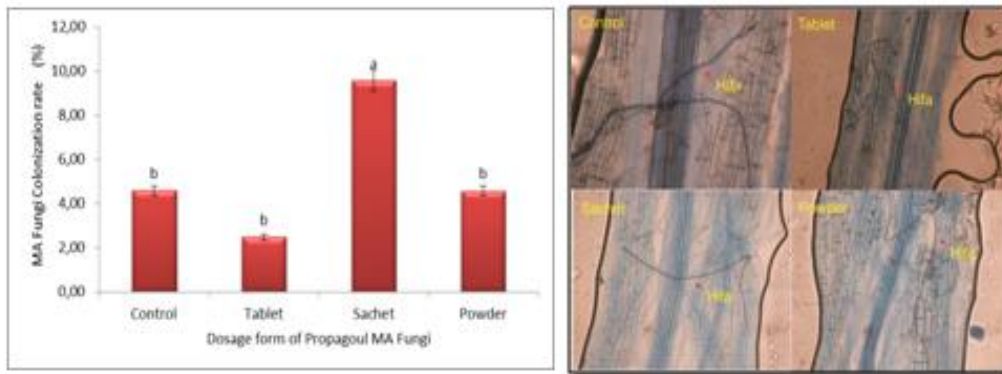 12,00
10,00
8,00
6,00
4,00
2,00
0,00
MA Fungi Colonization rate (%)
b
b
a
b
Control
Tablet
Sachet
Powder
Dosage form of Propagoul MA Fungi
Control
Hifa
Tablet
Hifa
Sachet
Hifa
Powder
Hifa